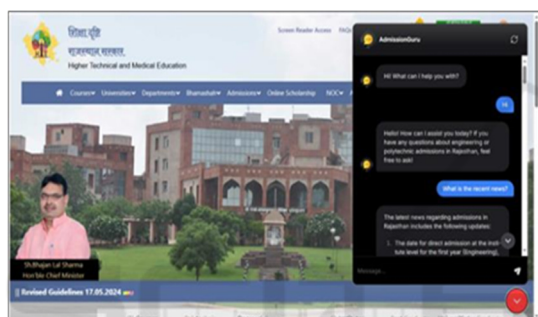 शिक्षा दृष्टि
राजस्थान सरकार
Higher Technical and Medical Education
Screen Reader Access FAQs
Courses Universities Departments Bhamashah Admissions Online Scholarship NOC
Sh.Bhajan Lal Sharma
Hon'ble Chief Minister
|| Revised Guidelines 17.05.2024
AdmissionGuru
Hi! What can I help you with?
Hi
Hello! How can I assist you today? If you
have any questions about engineering or
polytechnic admissions in Rajasthan, feel
free to ask!
What is the recent news?
The latest news regarding admissions in
Rajasthan includes the following updates:
1. The date for direct admission at the insti-
tute level for the first year (Engineering),
Message...